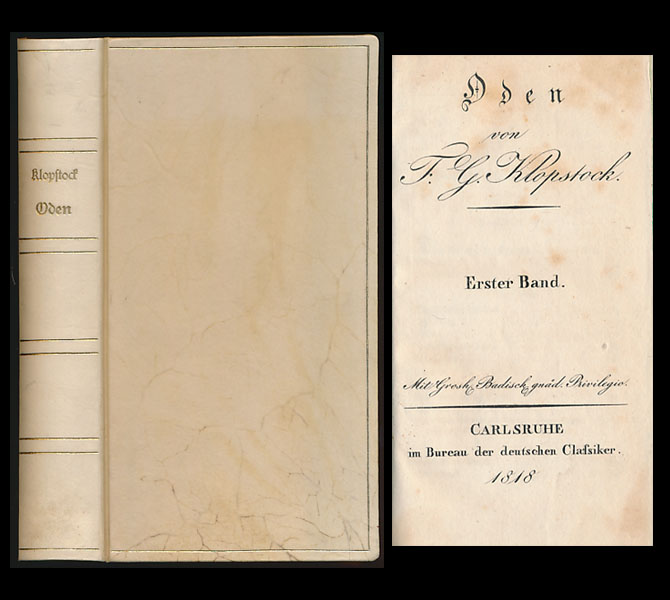 Klopstock
Oden
Oden
von
F. G. Klopstock.
Erster Band.
Mit Grosh. Badisch. gnäd. Privilegio.
CARLSRUHE
im Bureau der deutschen Claſsiker.
1818